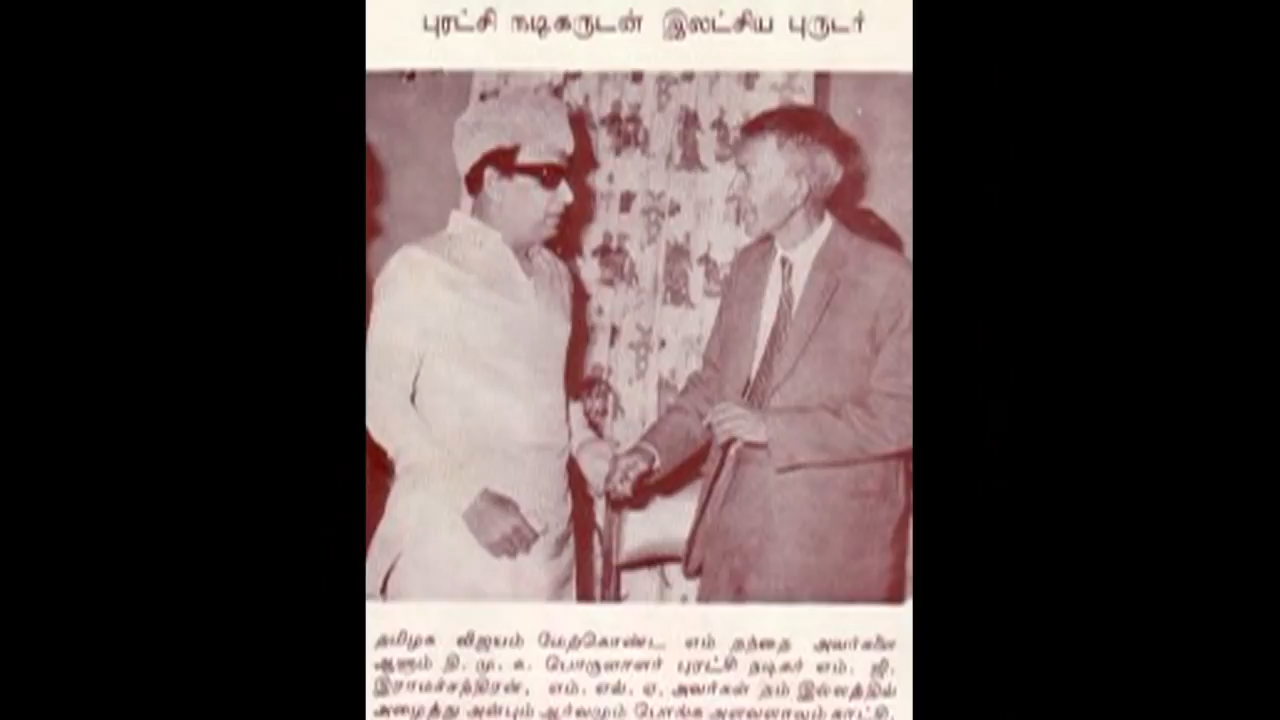 புரட்சி நடிகருடன் இலட்சிய புருடர்
தமிழக விஜயம் மேற்கொண்ட எம் தந்தை அவர்களை
ஆளும் தி. மு. க. பொருளாளர் புரட்சி நடிகர் எம். ஜி.
இராமச்சந்திரன், எம். எல். ஏ. அவர்கள் தம் இல்லத்தில்
அழைத்து அன்பும் ஆர்வமும் பொங்க அளவளாவும் காட்சி.